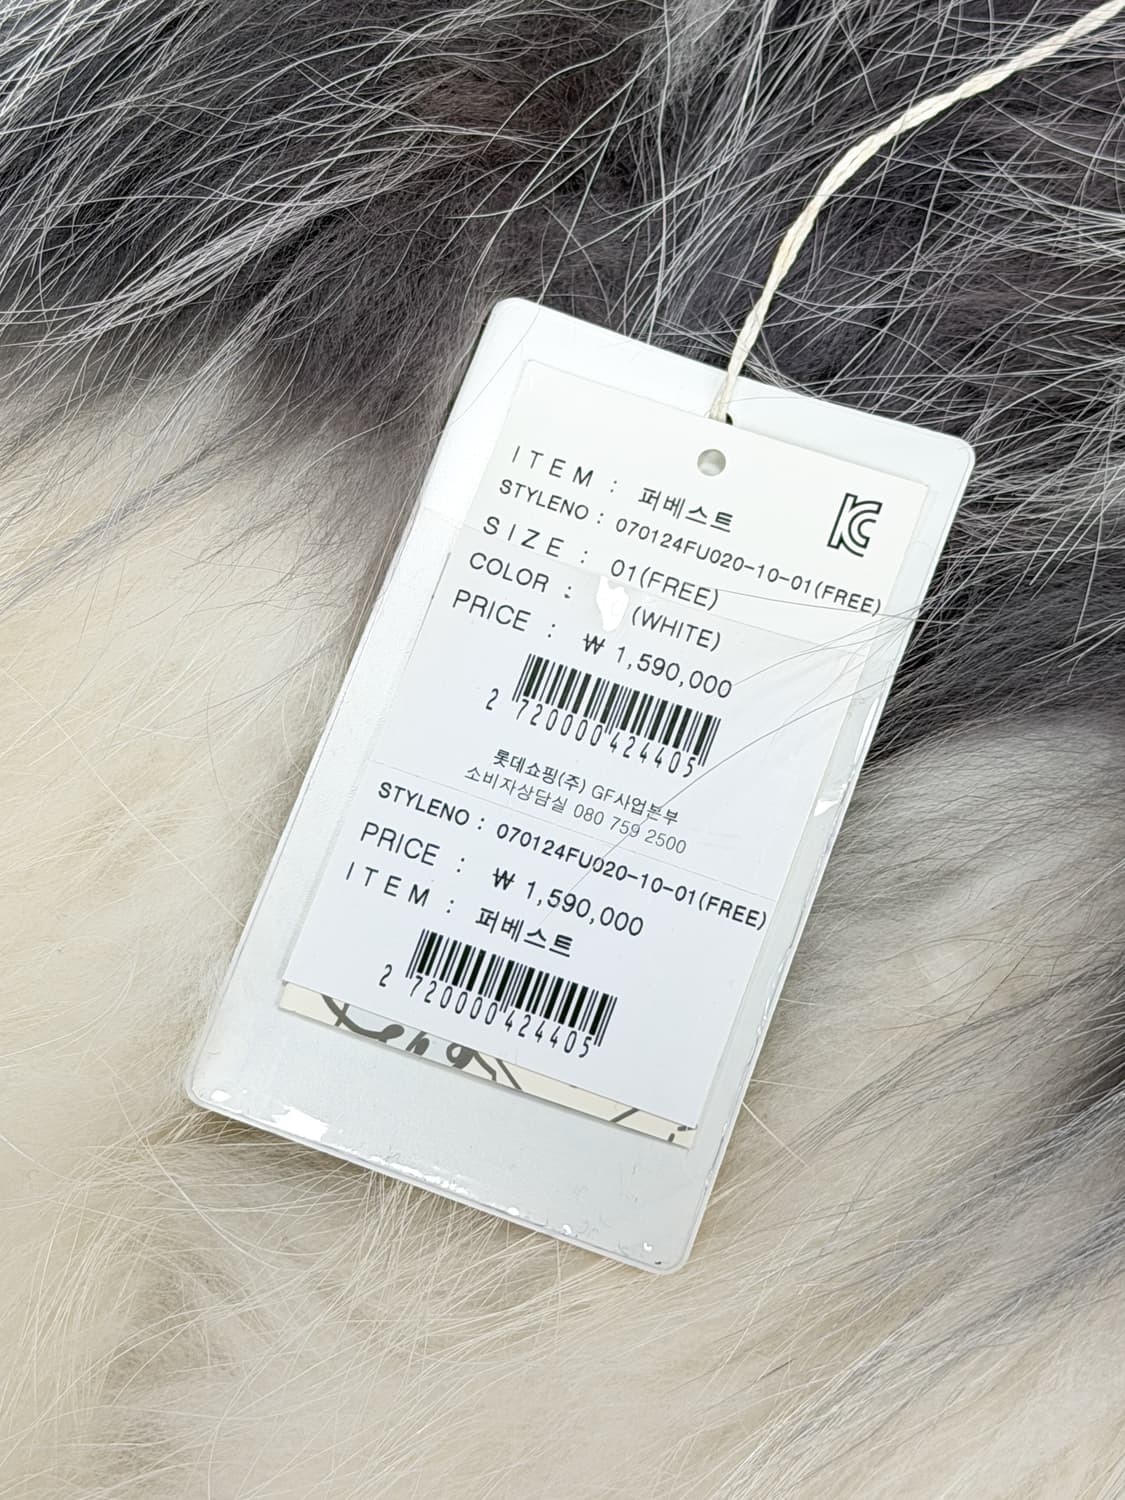 ITEM : 퍼베스트
KC
STYLENO : 070124FU020-10-01(FREE)
SIZE : 01(FREE)
COLOR : (WHITE)
PRICE : ₩ 1,590,000
2 720000 424405
롯데쇼핑(주) GF사업본부
소비자상담실 080 759 2500
STYLENO : 070124FU020-10-01(FREE)
PRICE : ₩ 1,590,000
ITEM : 퍼베스트
2 720000 424405